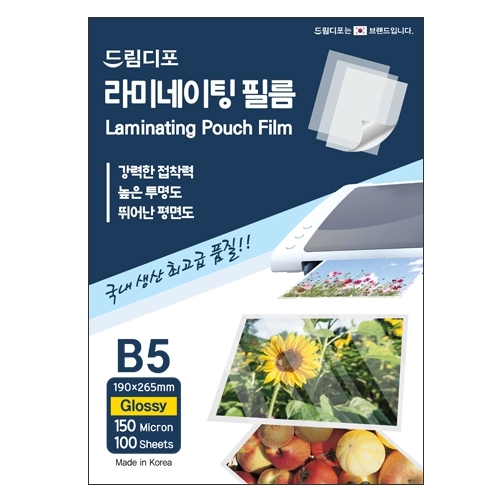 드림디포는 🇰🇷 브랜드입니다.
드림디포
라미네이팅 필름
Laminating Pouch Film
강력한 접착력
높은 투명도
뛰어난 평면도
국내 생산 최고급 품질!!
B5
190×265mm
Glossy
150 Micron
100 Sheets
Made in Korea